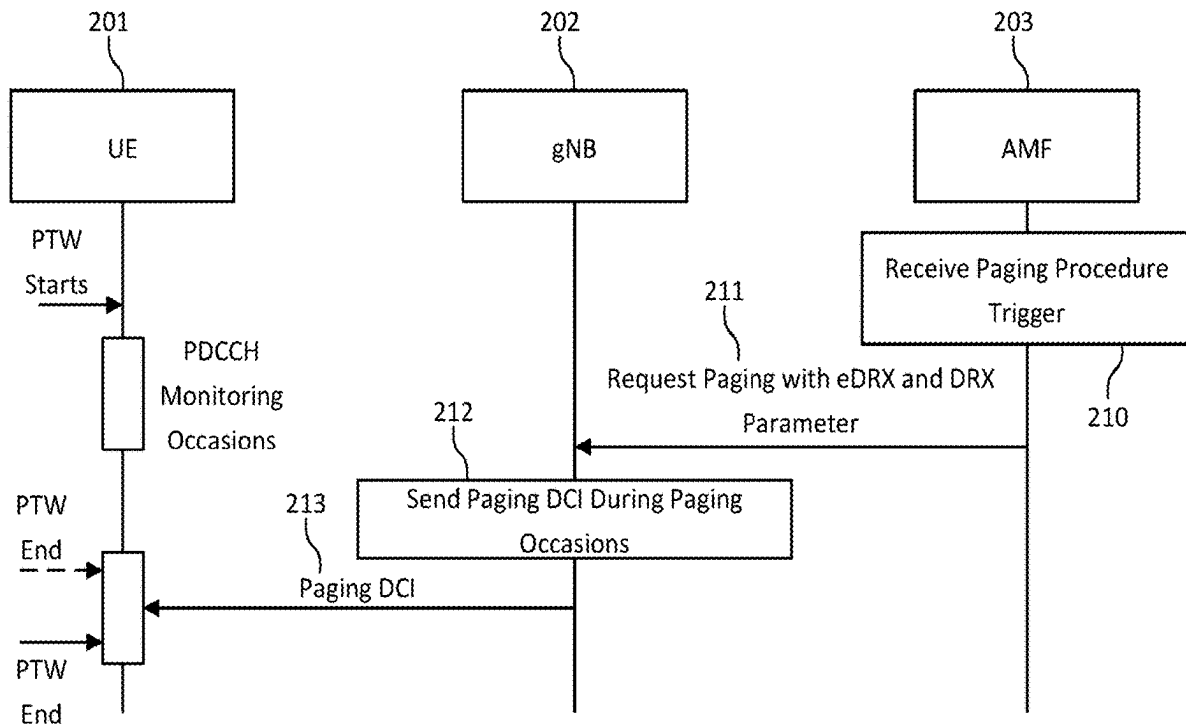 201
202
203
UE
gNB
AMF
PTW
Starts
Receive Paging Procedure
Trigger
210
211
Request Paging with eDRX and DRX
Parameter
PDCCH
Monitoring
Occasions
212
Send Paging DCI During Paging
Occasions
PTW
End
213
Paging DCI
PTW
End